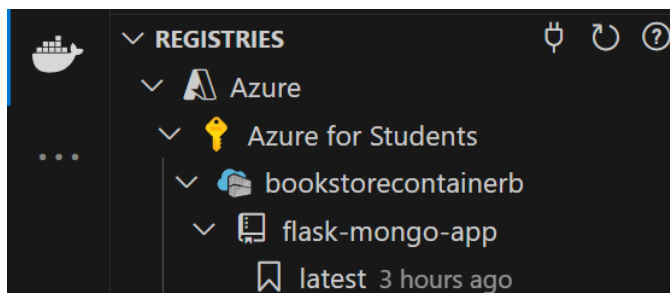 REGISTRIES
Azure
Azure for Students
bookstorecontainerb
flask-mongo-app
latest 3 hours ago